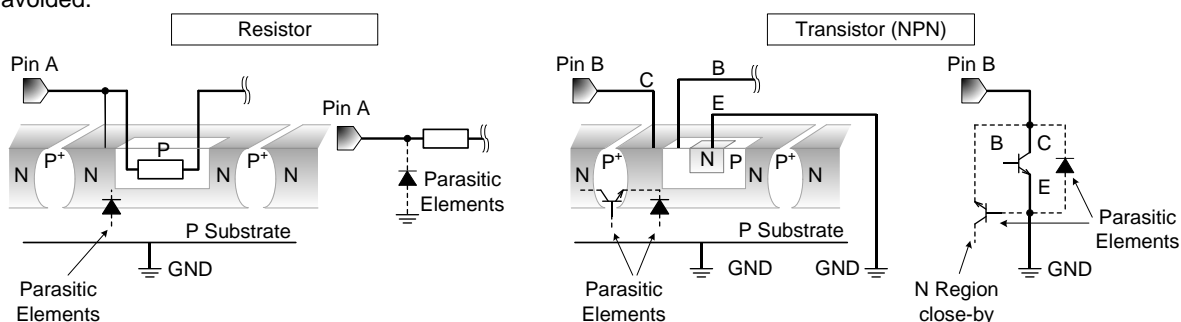 avoided.
Resistor
Transistor (NPN)
Pin A
Pin A
N
P+
N
P
N
P+
N
Parasitic
Elements
P Substrate
GND
Parasitic
Elements
Pin B
C
B
E
N
P+
N
N
P
N
P+
N
P Substrate
GND
GND
Parasitic
Elements
Pin B
B
C
E
Parasitic
Elements
GND
N Region
close-by